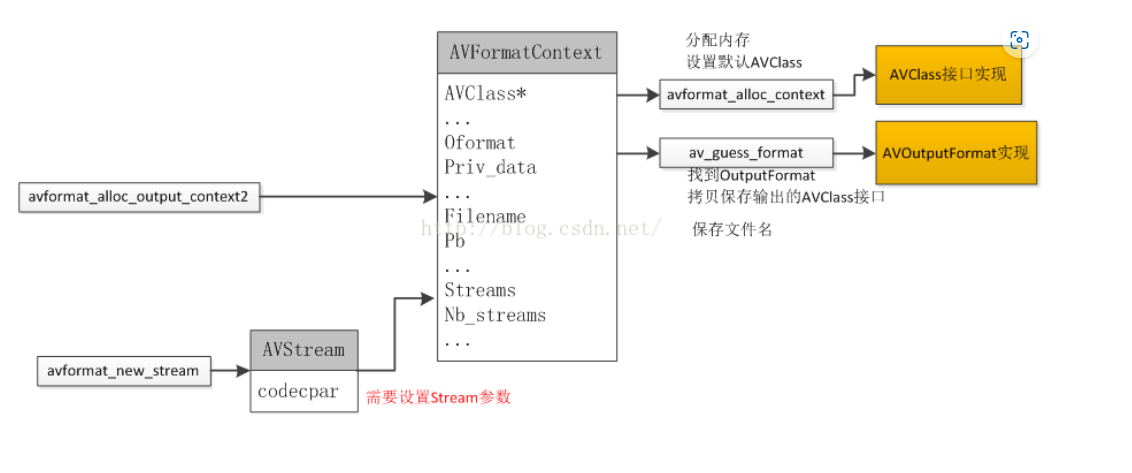 AVFormatContext
AVClass*
...
Oformat
Priv_data
...
Filename
Pb
...
Streams
Nb_streams
...
分配内存
设置默认AVClass
avformat_alloc_context
AVClass接口实现
av_guess_format
AVOutputFormat实现
找到OutputFormat
拷贝保存输出的AVClass接口
保存文件名
avformat_alloc_output_context2
http://blog.csdn.net/
avformat_new_stream
AVStream
codecpar
需要设置Stream参数